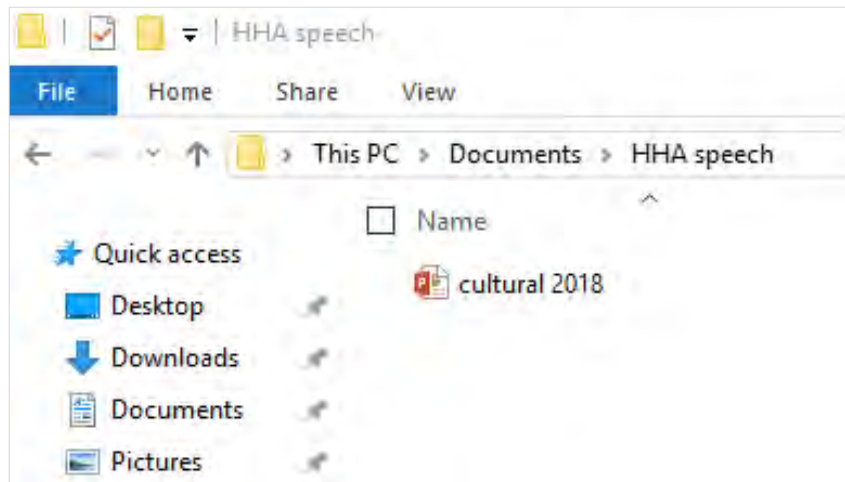 HHA speech
File Home Share View
This PC > Documents > HHA speech
Name
Quick access
cultural 2018
Desktop
Downloads
Documents
Pictures